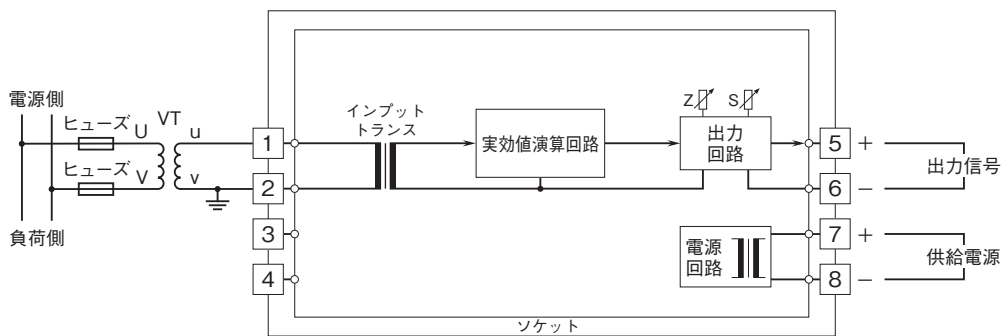 電源側
ヒューズ
U
VT
u
ヒューズ
V
v
負荷側
1
2
3
4
インプット
トランス
実効値演算回路
Z
S
出力
回路
電源
回路
5
+
6
−
出力信号
7
+
8
−
供給電源
ソケット